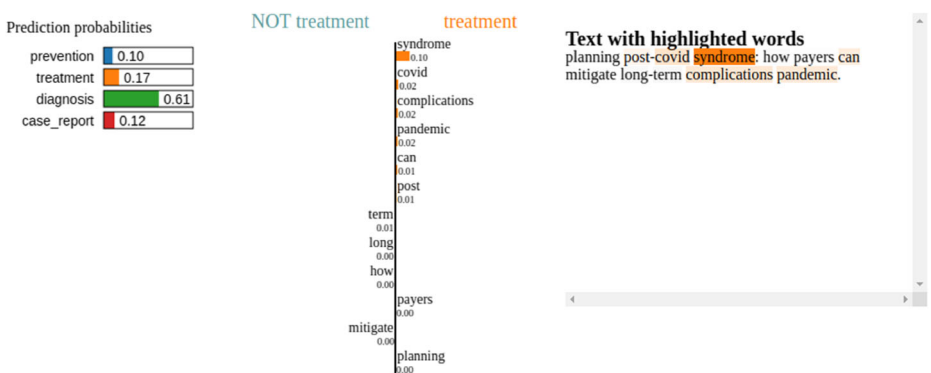 Prediction probabilities
prevention 0.10
treatment 0.17
diagnosis 0.61
case_report 0.12
NOT treatment treatment
syndrome
0.10
covid
0.02
complications
0.02
pandemic
0.02
can
0.01
post
0.01
term
0.01
long
0.00
how
0.00
payers
0.00
mitigate
0.00
planning
0.00
Text with highlighted words
planning post-covid syndrome: how payers can
mitigate long-term complications pandemic.